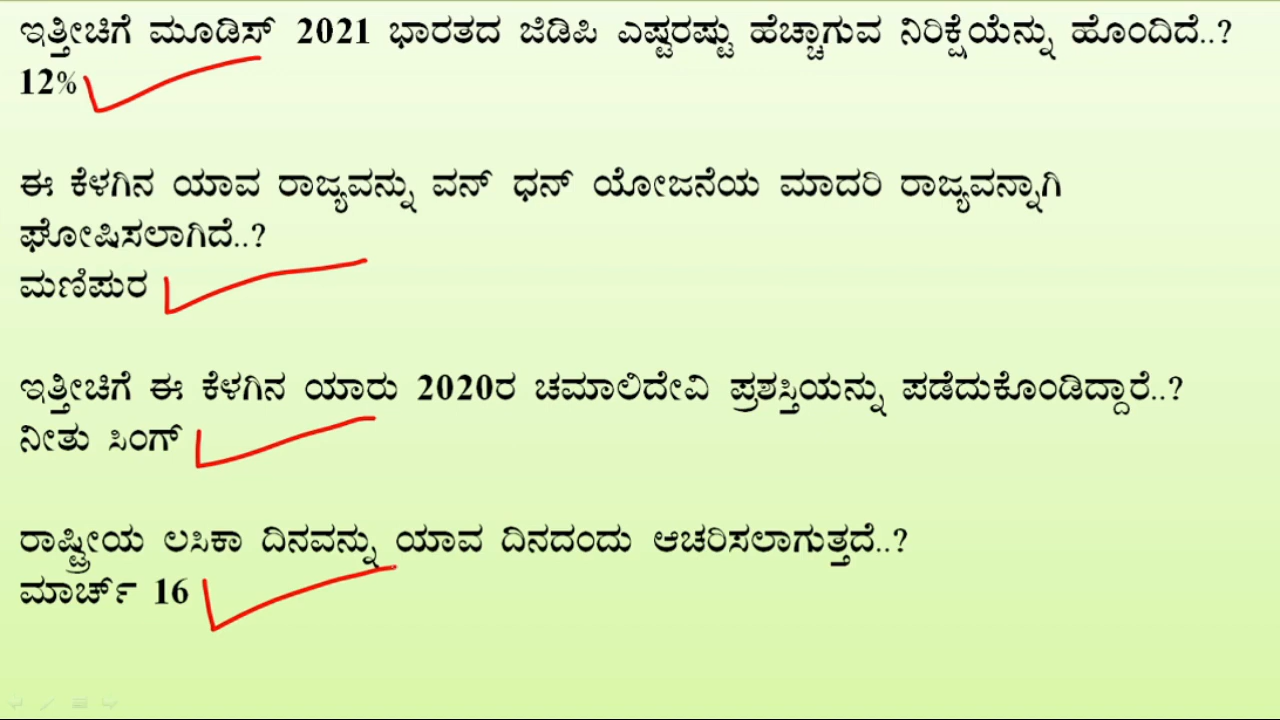 ಇತ್ತೀಚಿಗೆ ಮೂಡಿಸ್ 2021 ಭಾರತದ ಜಿಡಿಪಿ ಎಷ್ಟರಷ್ಟು ಹೆಚ್ಚಾಗುವ ನಿರಿಕ್ಷೆಯೆನ್ನು ಹೊಂದಿದೆ..?
12%
ಈ ಕೆಳಗಿನ ಯಾವ ರಾಜ್ಯವನ್ನು ವನ್ ಧನ್ ಯೋಜನೆಯ ಮಾದರಿ ರಾಜ್ಯವನ್ನಾಗಿ
ಘೋಷಿಸಲಾಗಿದೆ..?
ಮಣಿಪುರ
ಇತ್ತೀಚಿಗೆ ಈ ಕೆಳಗಿನ ಯಾರು 2020ರ ಚಮಾಲಿದೇವಿ ಪ್ರಶಸ್ತಿಯನ್ನು ಪಡೆದುಕೊಂಡಿದ್ದಾರೆ..?
ನೀತು ಸಿಂಗ್
ರಾಷ್ಟ್ರೀಯ ಲಸಿಕಾ ದಿನವನ್ನು ಯಾವ ದಿನದಂದು ಆಚರಿಸಲಾಗುತ್ತದೆ..?
ಮಾರ್ಚ್ 16